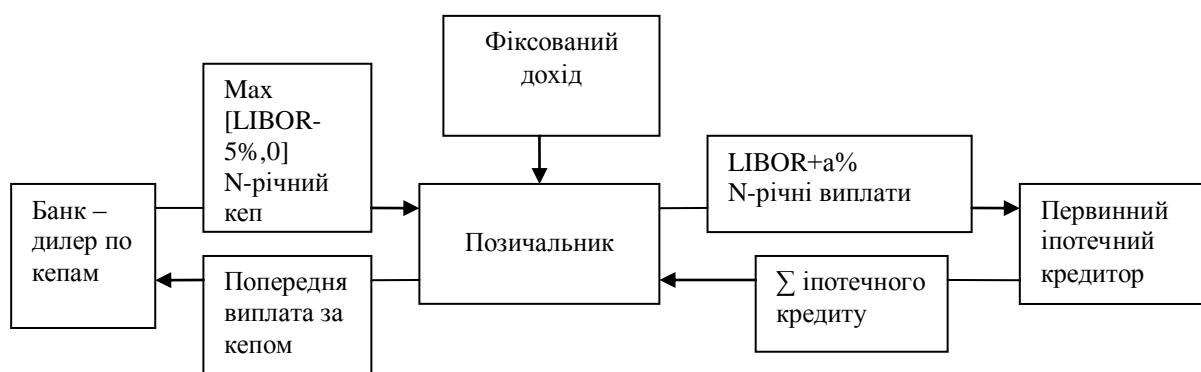 Фіксований
дохід
Max
[LIBOR-
5%,0]
N-річний
кеп
LIBOR+a%
N-річні виплати
Банк –
дилер по
кепам
Позичальник
Первинний
іпотечний
кредитор
Попередня
виплата за
кепом
∑ іпотечного
кредиту